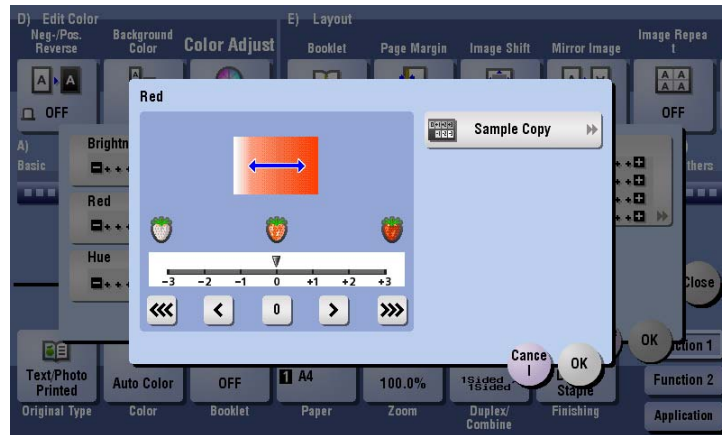 D) Edit Color
E) Layout
Neg-/Pos.
Reverse
Background
Color
Color Adjust
Booklet
Page Margin
Image Shift
Mirror Image
Image Repea
t
A A
OFF
A A
A A
OFF
Red
Sample Copy
A)
Basic
Brightn
thers
Red
Hue
-3 -2 -1 0 +1 +2 +3
0
Close
Cance
l
OK
OK
ction 1
Text/Photo
Printed
Auto Color
OFF
1 A4
100.0%
1Sided
1Sided
Staple
Function 2
Original Type
Color
Booklet
Paper
Zoom
Duplex/
Combine
Finishing
Application